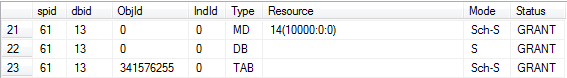 spid dbid ObjId IndId Type Resource Mode Status
21 61 13 0 0 MD 14(10000:0:0) Sch-S GRANT
22 61 13 0 0 DB S GRANT
23 61 13 341576255 0 TAB Sch-S GRANT